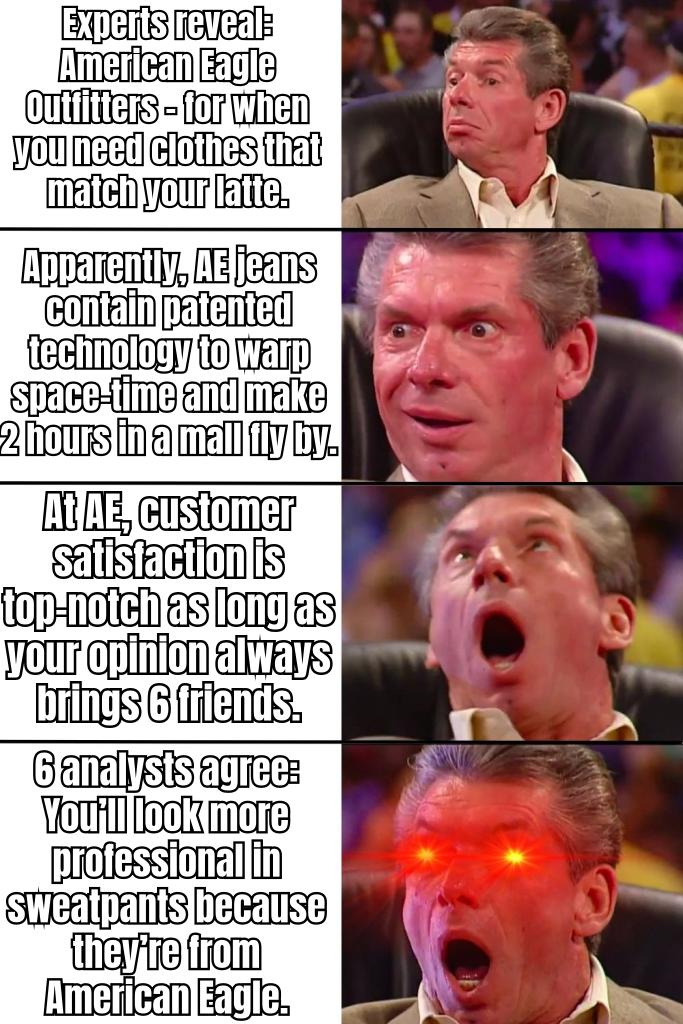 Experts reveal:
American Eagle
Outfitters - for when
you need clothes that
match your latte.
Apparently, AE jeans
contain patented
technology to warp
space-time and make
2 hours in a mall fly by.
At AE, customer
satisfaction is
top-notch as long as
your opinion always
brings 6 friends.
6 analysts agree:
You'll look more
professional in
sweatpants because
they're from
American Eagle.